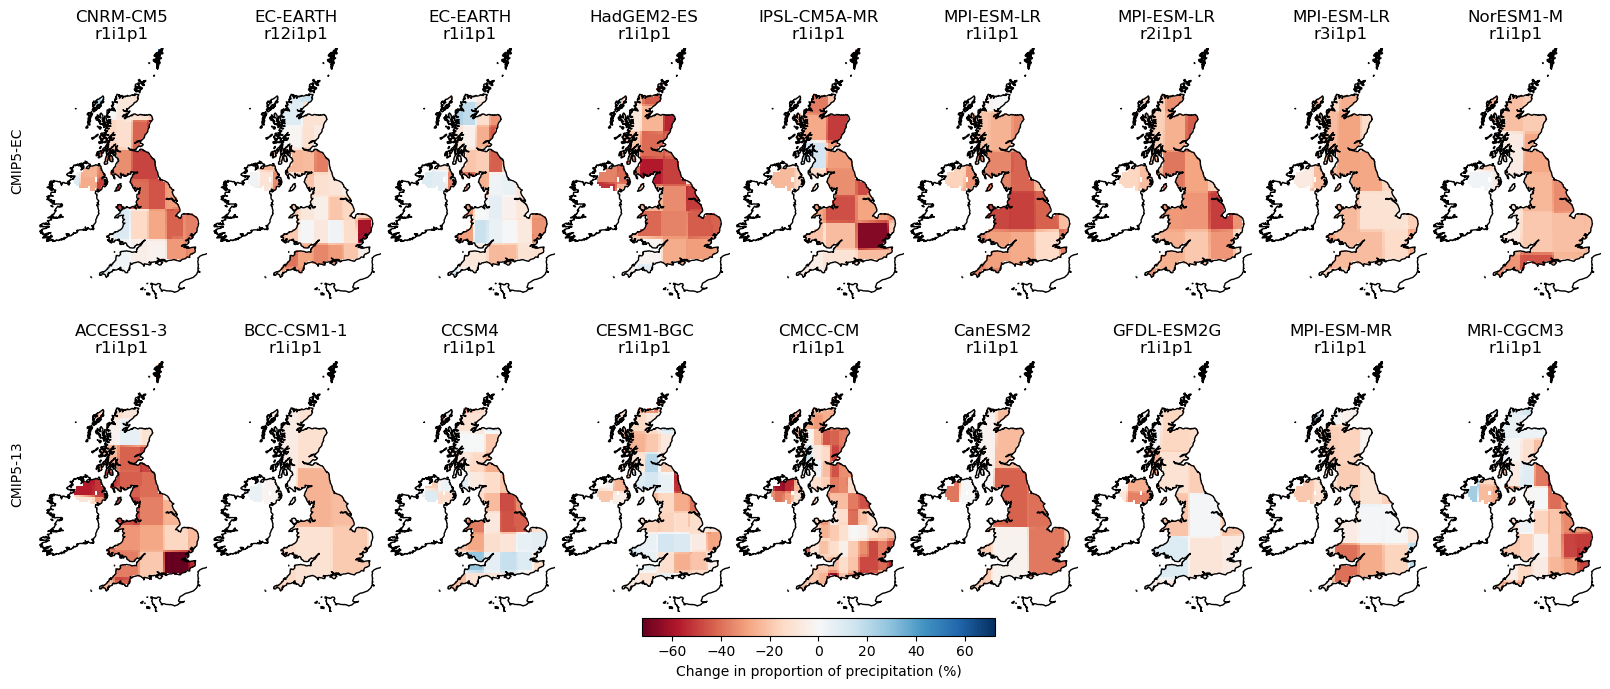 CNRM-CM5 EC-EARTH EC-EARTH HadGEM2-ES IPSL-CM5A-MR MPI-ESM-LR MPI-ESM-LR MPI-ESM-LR NorESM1-M
r1i1p1 r12i1p1 r1i1p1 r1i1p1 r1i1p1 r1i1p1 r2i1p1 r3i1p1 r1i1p1
CMIP5-EC
ACCESS1-3 BCC-CSM1-1 CCSM4 CESM1-BGC CMCC-CM CanESM2 GFDL-ESM2G MPI-ESM-MR MRI-CGCM3
r1i1p1 r1i1p1 r1i1p1 r1i1p1 r1i1p1 r1i1p1 r1i1p1 r1i1p1 r1i1p1
CMIP5-13
−60 −40 −20 0 20 40 60
Change in proportion of precipitation (%)